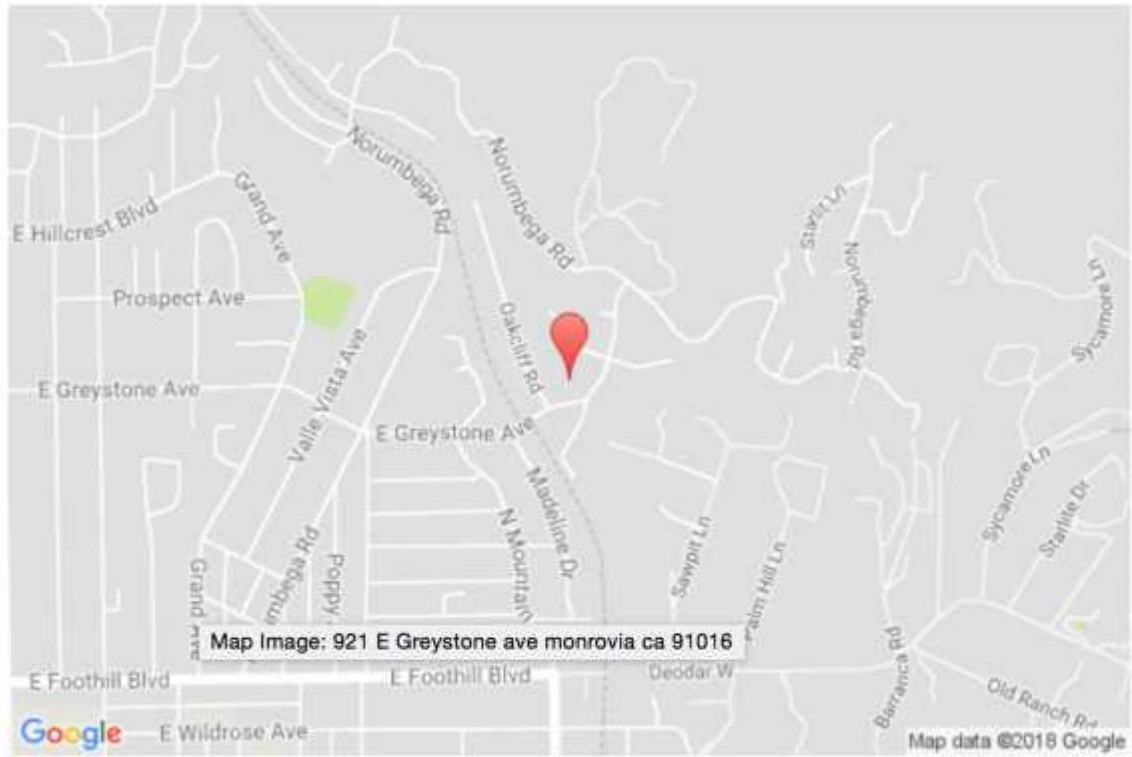 Norumbega Rd
Norumbega Rd
Grand Ave
Starlit Ln
E Hillcrest Blvd
Norumbega Rd
Sycamore Ln
Prospect Ave
Oakcliff Rd
Valle Vista Ave
E Greystone Ave
E Greystone Ave
Madeline Dr
N Mountain
Sycamore Ln
Starlite Dr
Sawpit Ln
Palm Hill Ln
Grand Ave
umbega Rd
Poppy
Map Image: 921 E Greystone ave monrovia ca 91016
E Foothill Blvd
E Foothill Blvd
Deodar W
Barranca Rd
Old Ranch Rd
Google
E Wildrose Ave
Map data ©2018 Google